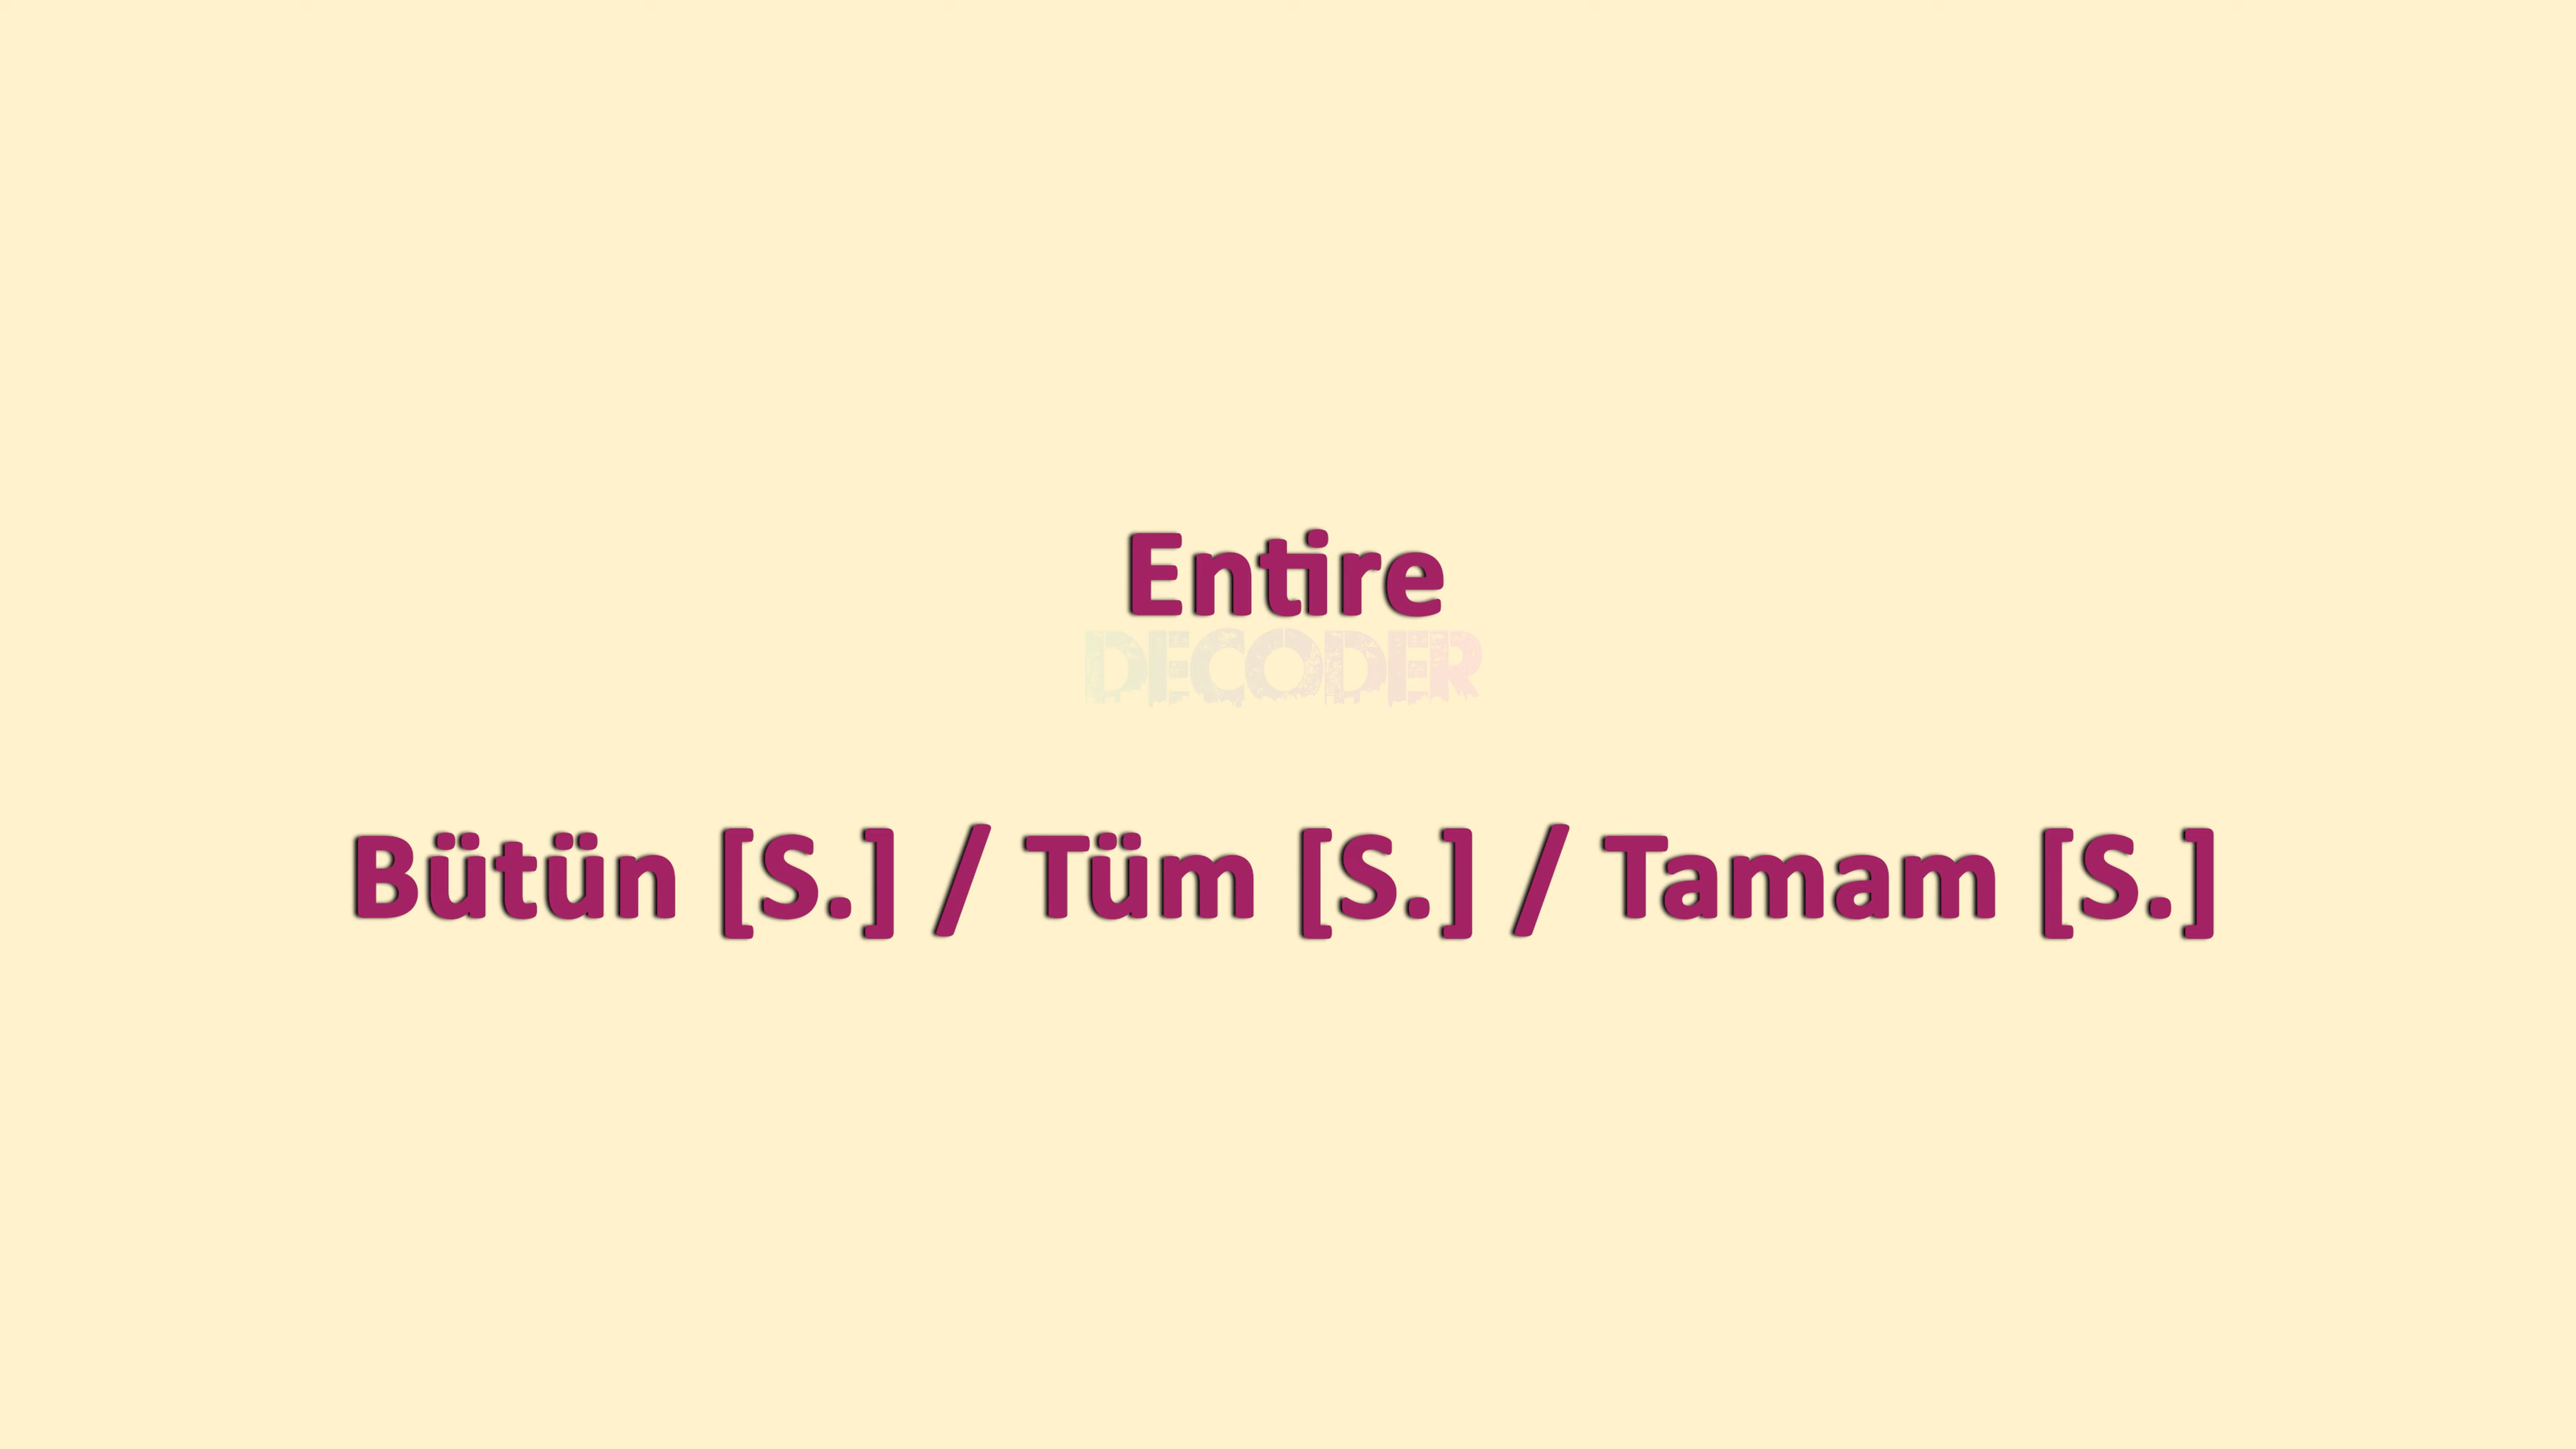 Entire
DECODER
Bütün [S.] / Tüm [S.] / Tamam [S.]